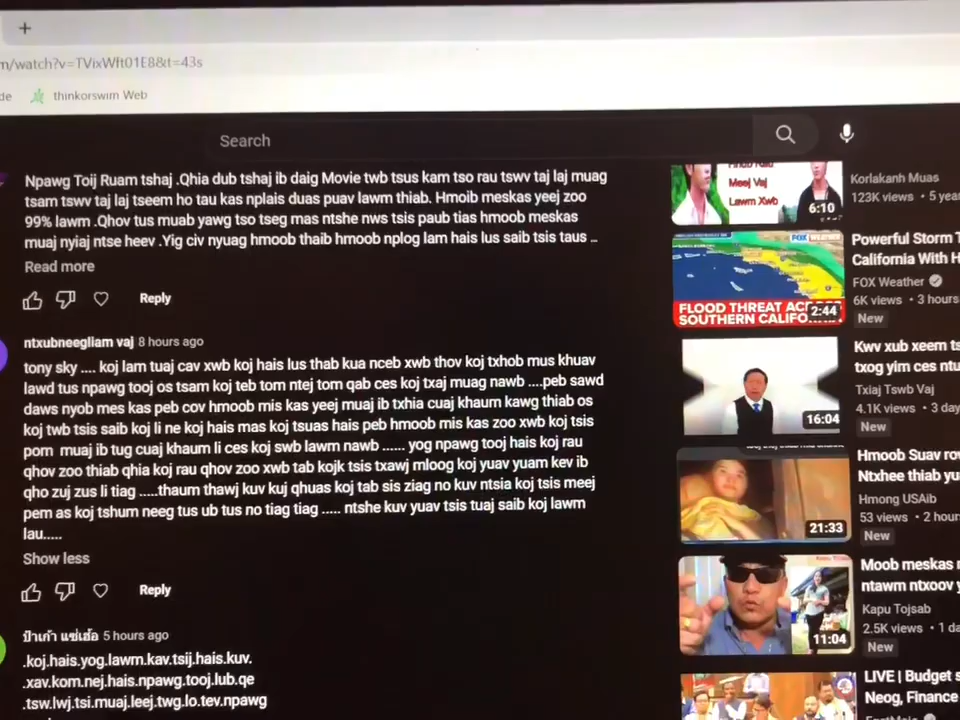 +
m/watch?v=TVixWft01E8&t=43s
de thinkorswim Web
Search
Npawg Toij Ruam tshaj .Qhia dub tshaj ib daig Movie twb tsus kam tso rau tswv taj laj muag
tsam tswv taj laj tseem ho tau kas nplais duas puav lawm thiab. Hmoib meskas yeej zoo
99% lawm .Qhov tus muab yawg tso tseg mas ntshe nws tsis paub tias hmoob meskas
muaj nyiaj ntse heev .Yig civ nyuag hmoob thaib hmoob nplog lam hais lus saib tsis taus ...
Read more
Reply
ntxubneegliam vaj 8 hours ago
tony sky .... koj lam tuaj cav xwb koj hais lus thab kua nceb xwb thov koj txhob mus khuav
lawd tus npawg tooj os tsam koj teb tom ntej tom qab ces koj txaj muag nawb ....peb sawd
daws nyob mes kas peb cov hmoob mis kas yeej muaj ib txhia cuaj khaum kawg thiab os
koj twb tsis saib koj li ne koj hais mas koj tsuas hais peb hmoob mis kas zoo xwb koj tsis
pom muaj ib tug cuaj khaum li ces koj swb lawm nawb ...... yog npawg tooj hais koj rau
qhov zoo thiab qhia koj rau qhov zoo xwb tab kojk tsis txawj mloog koj yuav yuam kev ib
qho zuj zus li tiag .....thaum thawj kuv kuj qhuas koj tab sis ziag no kuv ntsia koj tsis meej
pem as koj tshum neeg tus ub tus no tiag tiag ..... ntshe kuv yuav tsis tuaj saib koj lawm
lau.....
Show less
Reply
ป้าเก๋า แซ่เฮ้อ 5 hours ago
.koj.hais.yog.lawm.kav.tsij.hais.kuv.
.xav.kom.nej.hais.npawg.tooj.lub.qe
.tsw.lwj.tsi.muaj.leej.twg.lo.tev.npawg
Meej Vaj
Lawm Xwb
6:10
Korlakanh Muas
123K views • 5 yea
FOX WEATHER
FLOOD THREAT ACROSS
SOUTHERN CALIFO
2:44
Powerful Storm T
California With H
FOX Weather
6K views • 3 hours
New
16:04
Kwv xub xeem ts
txog yim ces ntu
Txiaj Tswb Vaj
4.1K views • 3 day
New
21:33
Hmoob Suav rov
Ntxhee thiab yu
Hmong USAib
53 views • 2 hour
New
11:04
Moob meskas n
ntawm ntxoov y
Kapu Tojsab
2.5K views • 1 da
New
LIVE | Budget s
Neog, Finance